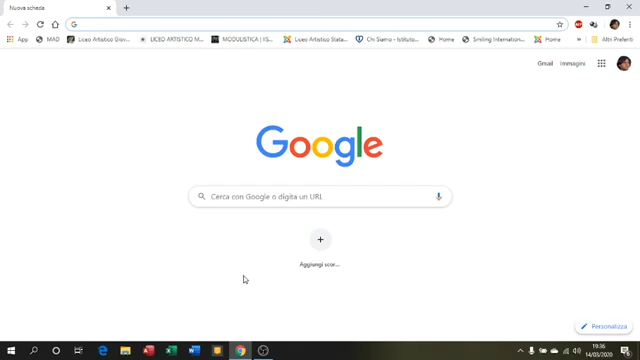 Nuova scheda
App MAD Liceo Artistico Giov... LICEO ARTISTICO M... MODULISTICA | IIS... Liceo Artistico Stata... Chi Siamo - Istituto... Home Smiling Internation... Home » Altri Preferiti
Gmail Immagini
Google
Cerca con Google o digita un URL
Aggiungi scor...
Personalizza
19:36
14/03/2020